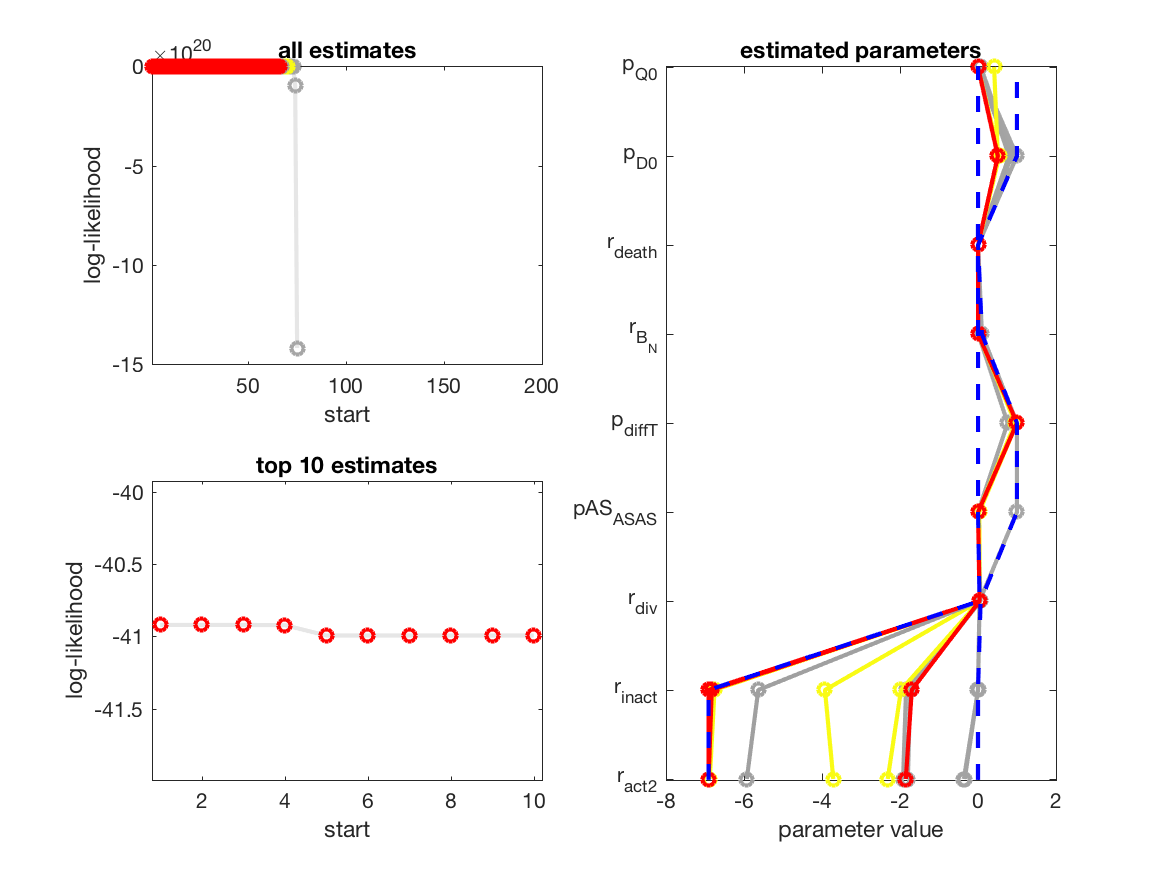 ×10^20
all estimates
0
-5
-10
-15
log-likelihood
50
100
150
200
start
top 10 estimates
-40
-40.5
-41
-41.5
log-likelihood
2
4
6
8
10
start
estimated parameters
p_Q0
p_D0
r_death
r_B_N
p_diffT
pAS_ASAS
r_div
r_inact
r_act2
-8
-6
-4
-2
0
2
parameter value